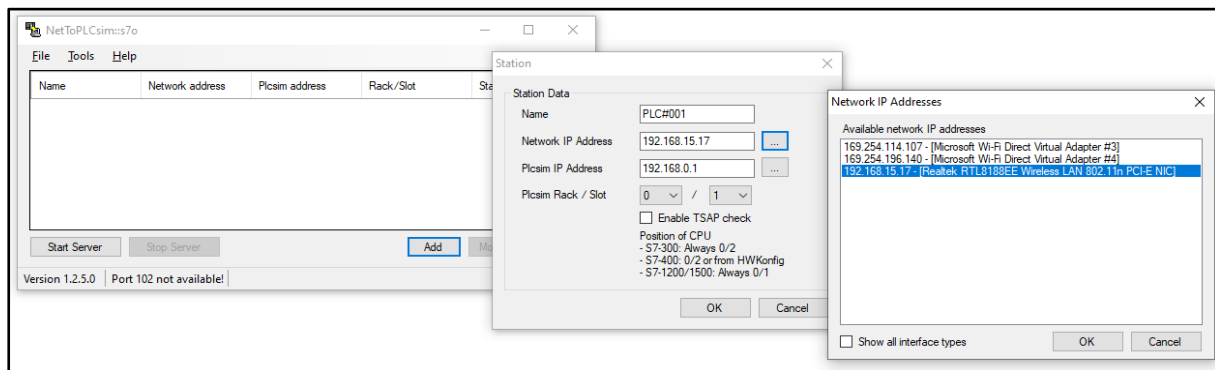 NetToPLCsim::s7o
File Tools Help
Name Network address Plcsim address Rack/Slot Sta
Start Server Stop Server Add Mo
Version 1.2.5.0 Port 102 not available!
Station
Station Data
Name PLC#001
Network IP Address 192.168.15.17 ...
Plcsim IP Address 192.168.0.1 ...
Plcsim Rack / Slot 0 / 1
Enable TSAP check
Position of CPU
- S7-300: Always 0/2
- S7-400: 0/2 or from HWKonfig
- S7-1200/1500: Always 0/1
OK Cancel
Network IP Addresses
Available network IP addresses
169.254.114.107 - [Microsoft Wi-Fi Direct Virtual Adapter #3]
169.254.196.140 - [Microsoft Wi-Fi Direct Virtual Adapter #4]
192.168.15.17 - [Realtek RTL8188EE Wireless LAN 802.11n PCI-E NIC]
Show all interface types OK Cancel